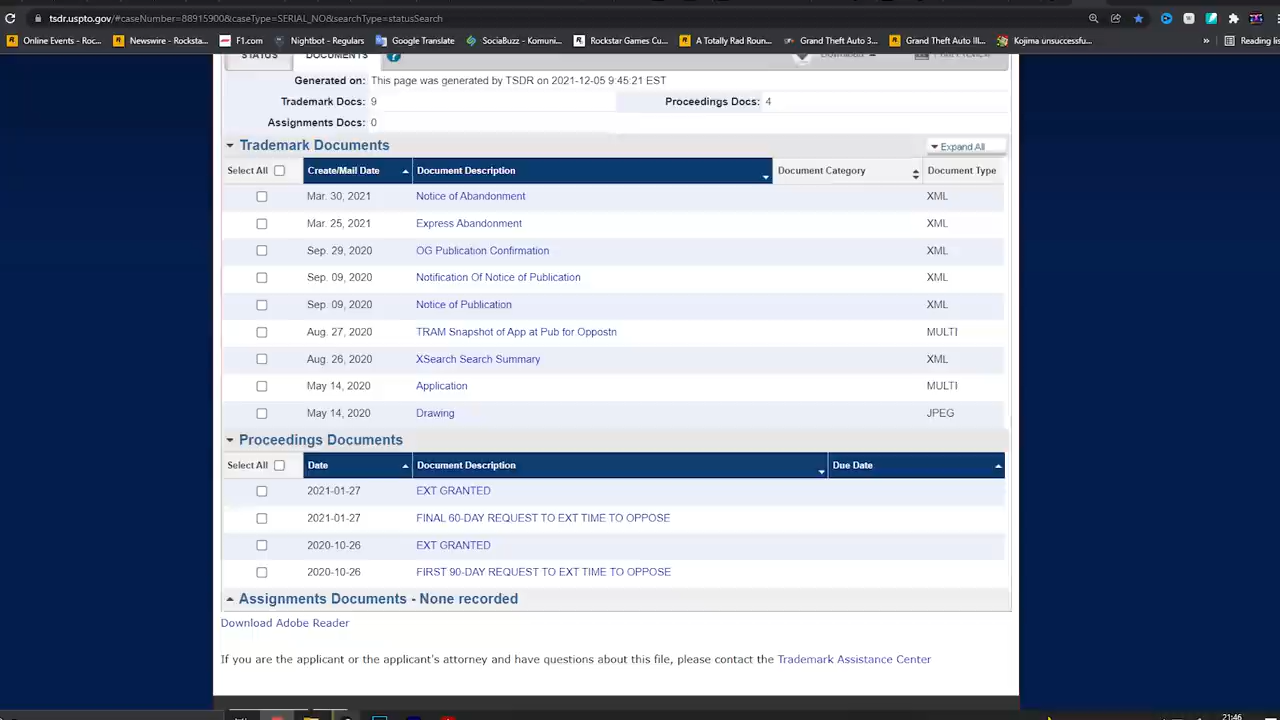 tsdr.uspto.gov/#caseNumber=88915900&caseType=SERIAL_NO&searchType=statusSearch
Online Events - Roc... Newswire - Rocksta... F1.com Nightbot - Regulars Google Translate SociaBuzz - Komuni... Rockstar Games Cu... A Totally Rad Roun... Grand Theft Auto 3... Grand Theft Auto III... Kojima unsuccessfu... » Reading lis
STATUS DOCUMENTS
Generated on: This page was generated by TSDR on 2021-12-05 9:45:21 EST
Trademark Docs: 9 Proceedings Docs: 4
Assignments Docs: 0
Trademark Documents Expand All
Select All Create/Mail Date Document Description Document Category Document Type
Mar. 30, 2021 Notice of Abandonment XML
Mar. 25, 2021 Express Abandonment XML
Sep. 29, 2020 OG Publication Confirmation XML
Sep. 09, 2020 Notification Of Notice of Publication XML
Sep. 09, 2020 Notice of Publication XML
Aug. 27, 2020 TRAM Snapshot of App at Pub for Oppostn MULTI
Aug. 26, 2020 XSearch Search Summary XML
May 14, 2020 Application MULTI
May 14, 2020 Drawing JPEG
Proceedings Documents
Select All Date Document Description Due Date
2021-01-27 EXT GRANTED
2021-01-27 FINAL 60-DAY REQUEST TO EXT TIME TO OPPOSE
2020-10-26 EXT GRANTED
2020-10-26 FIRST 90-DAY REQUEST TO EXT TIME TO OPPOSE
Assignments Documents - None recorded
Download Adobe Reader
If you are the applicant or the applicant's attorney and have questions about this file, please contact the Trademark Assistance Center
21:46